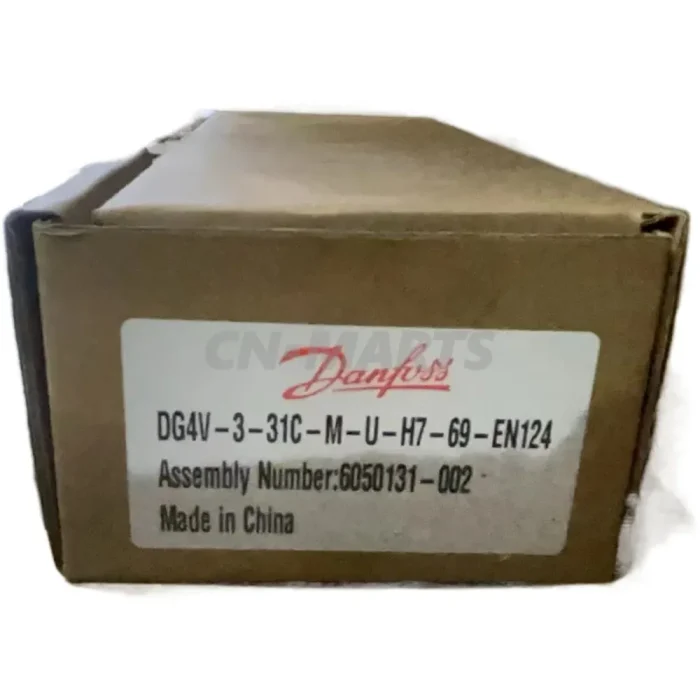 CN-MARTS
Danfoss
DG4V-3-31C-M-U-H7-69-EN124
Assembly Number:6050131-002
Made in China